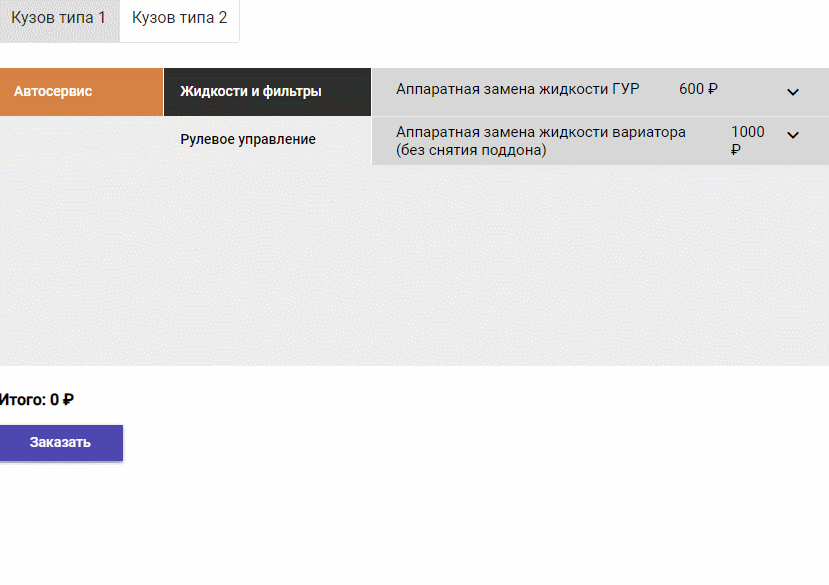 Кузов типа 1 Кузов типа 2
Автосервис Жидкости и фильтры Аппаратная замена жидкости ГУР 600 ₽
Рулевое управление Аппаратная замена жидкости вариатора 1000
(без снятия поддона) ₽
Итого: 0 ₽
Заказать